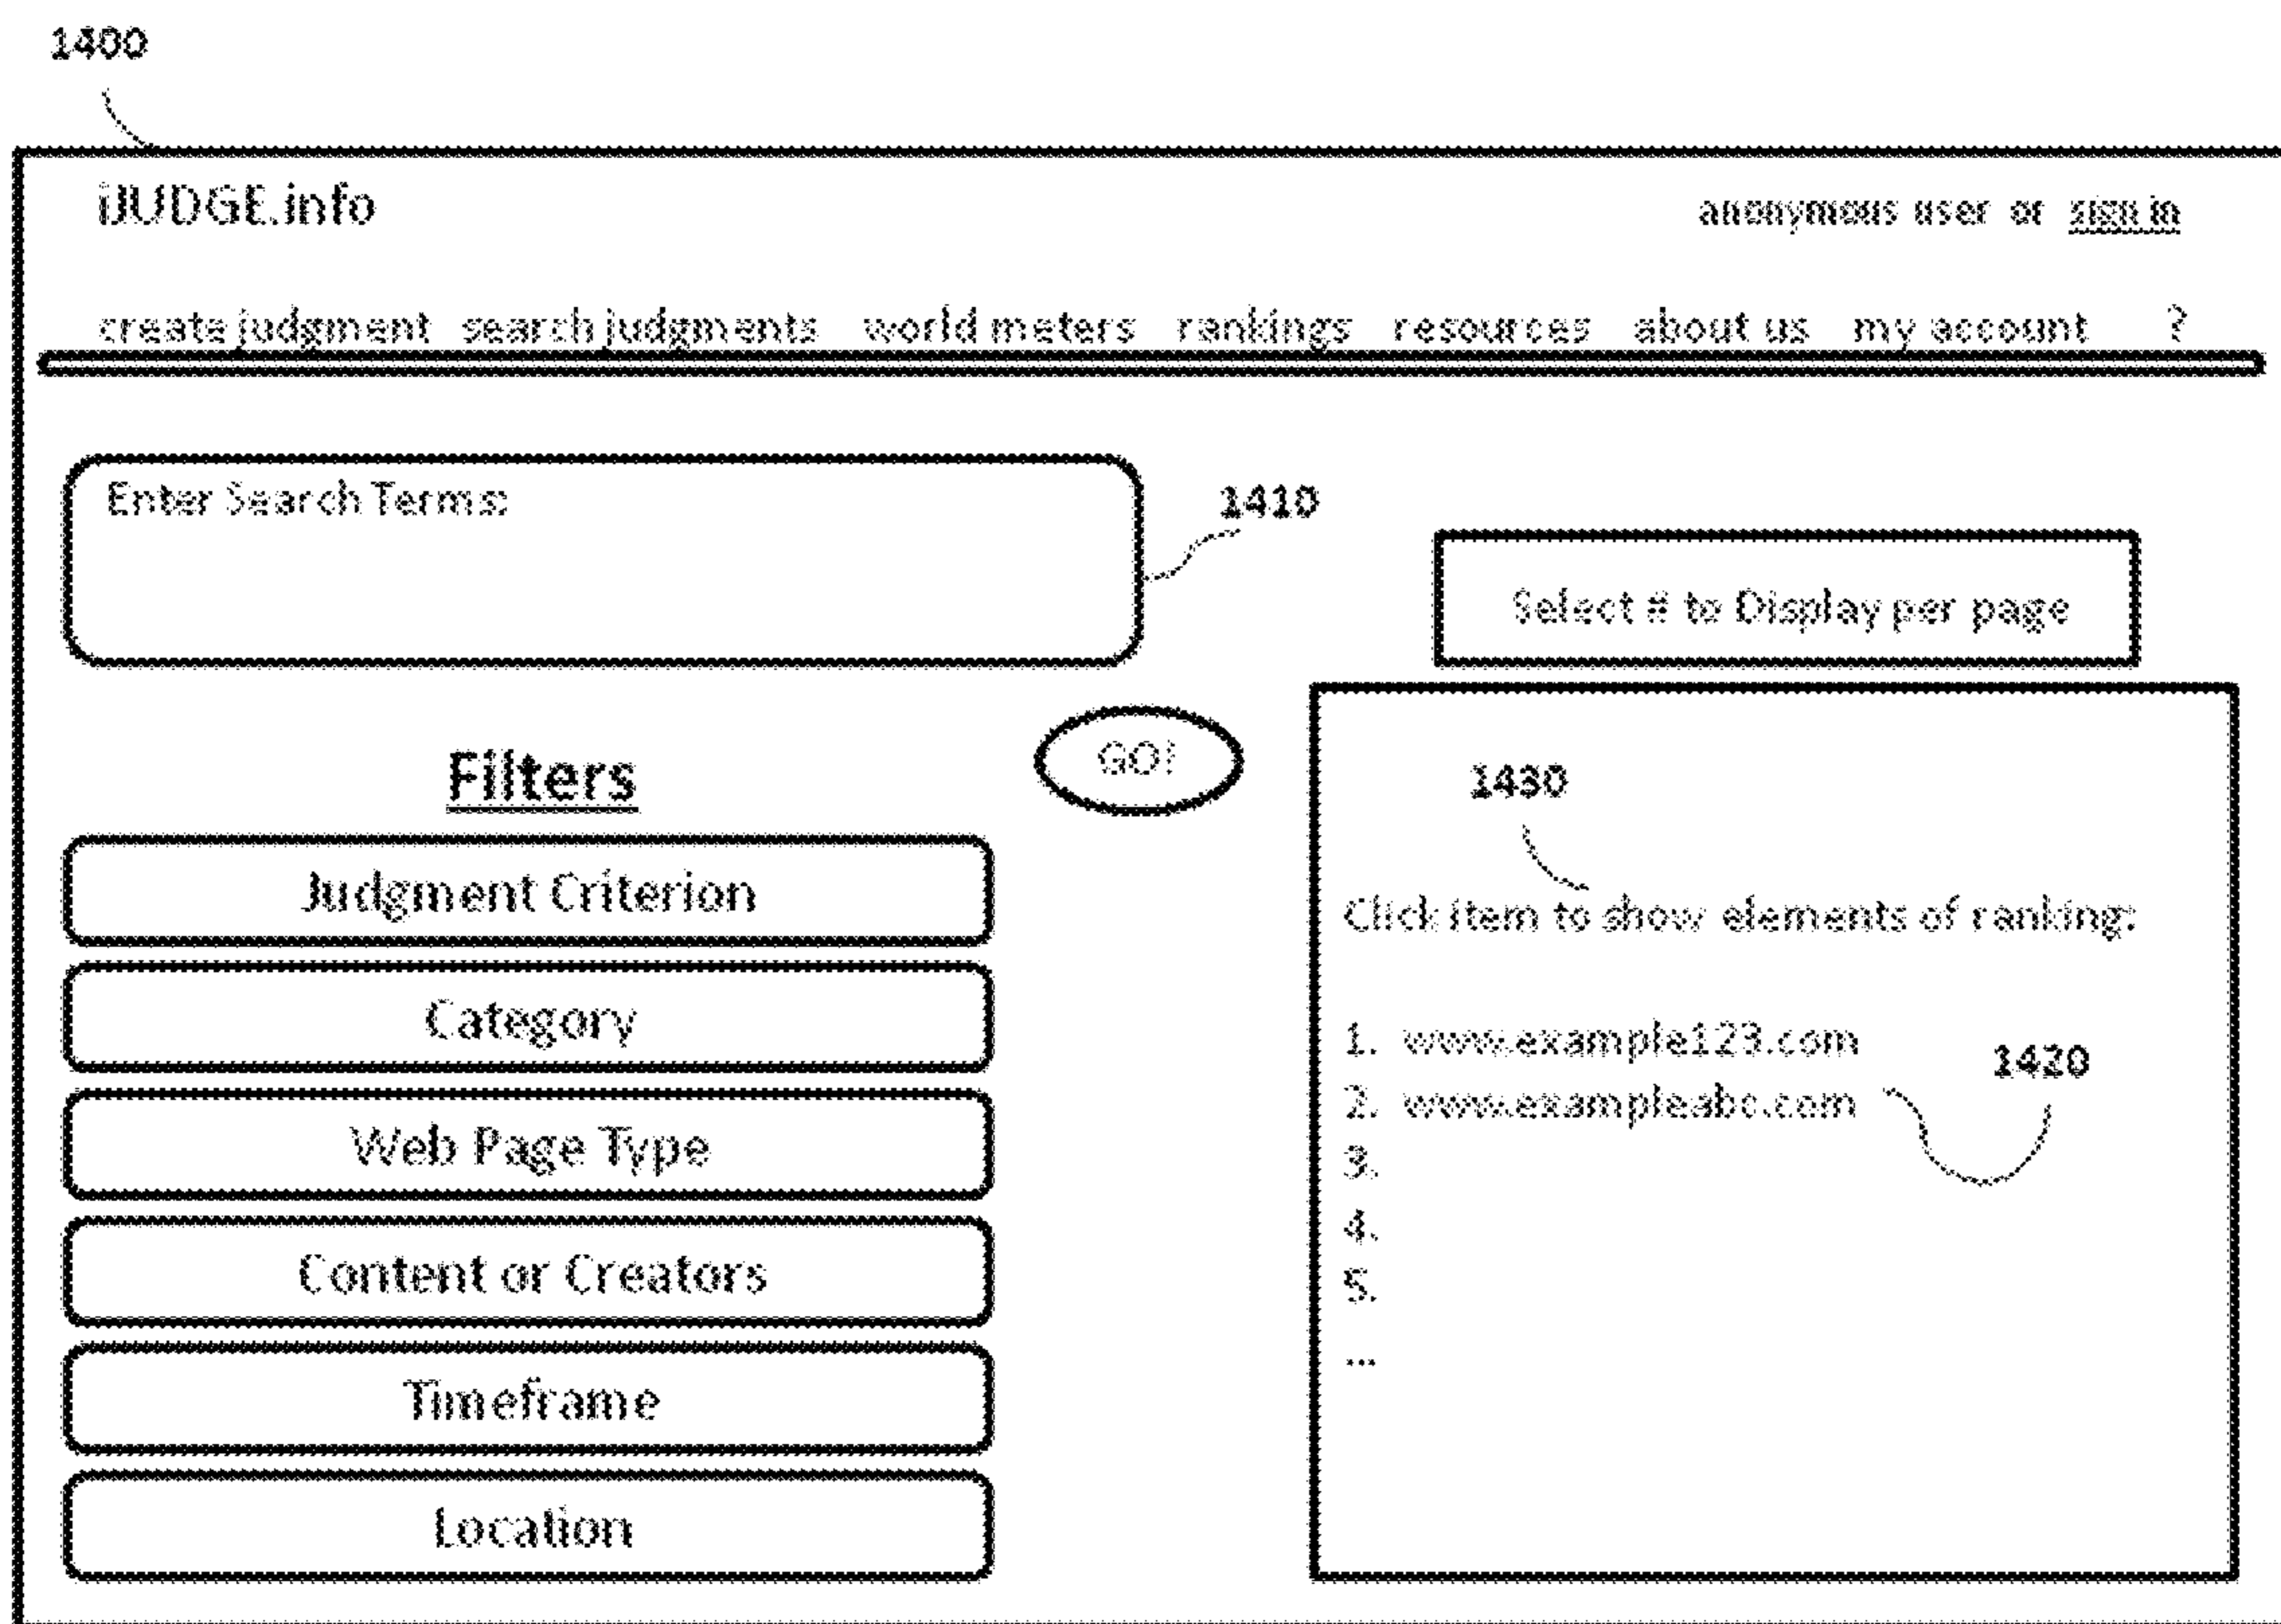 1400
iJUDGE.info
anonymous user or sign in
create judgment search judgments world meters rankings resources about us my account ?
Enter Search Terms:
1410
Select # to Display per page
Filters
GO!
Judgment Criterion
Category
Web Page Type
Content or Creators
Timeframe
Location
1430
Click item to show elements of ranking:
1. www.example123.com
1420
2. www.exampleabc.com
3.
4.
5.
...